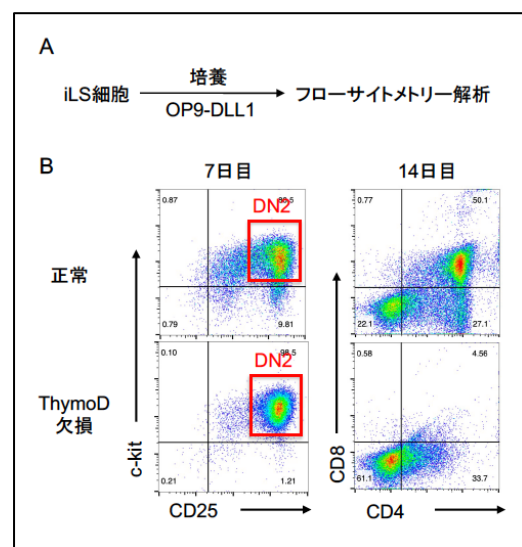 A
iLS細胞
培養
OP9-DLL1
フローサイトメトリー解析
B
7日目
14日目
正常
0.87
DN2
0.79
9.81
0.77
50.1
22.1
27.1
ThymoD
欠損
0.10
DN2
0.21
1.21
0.58
4.56
61.1
33.7
c-kit
CD8
CD25
CD4